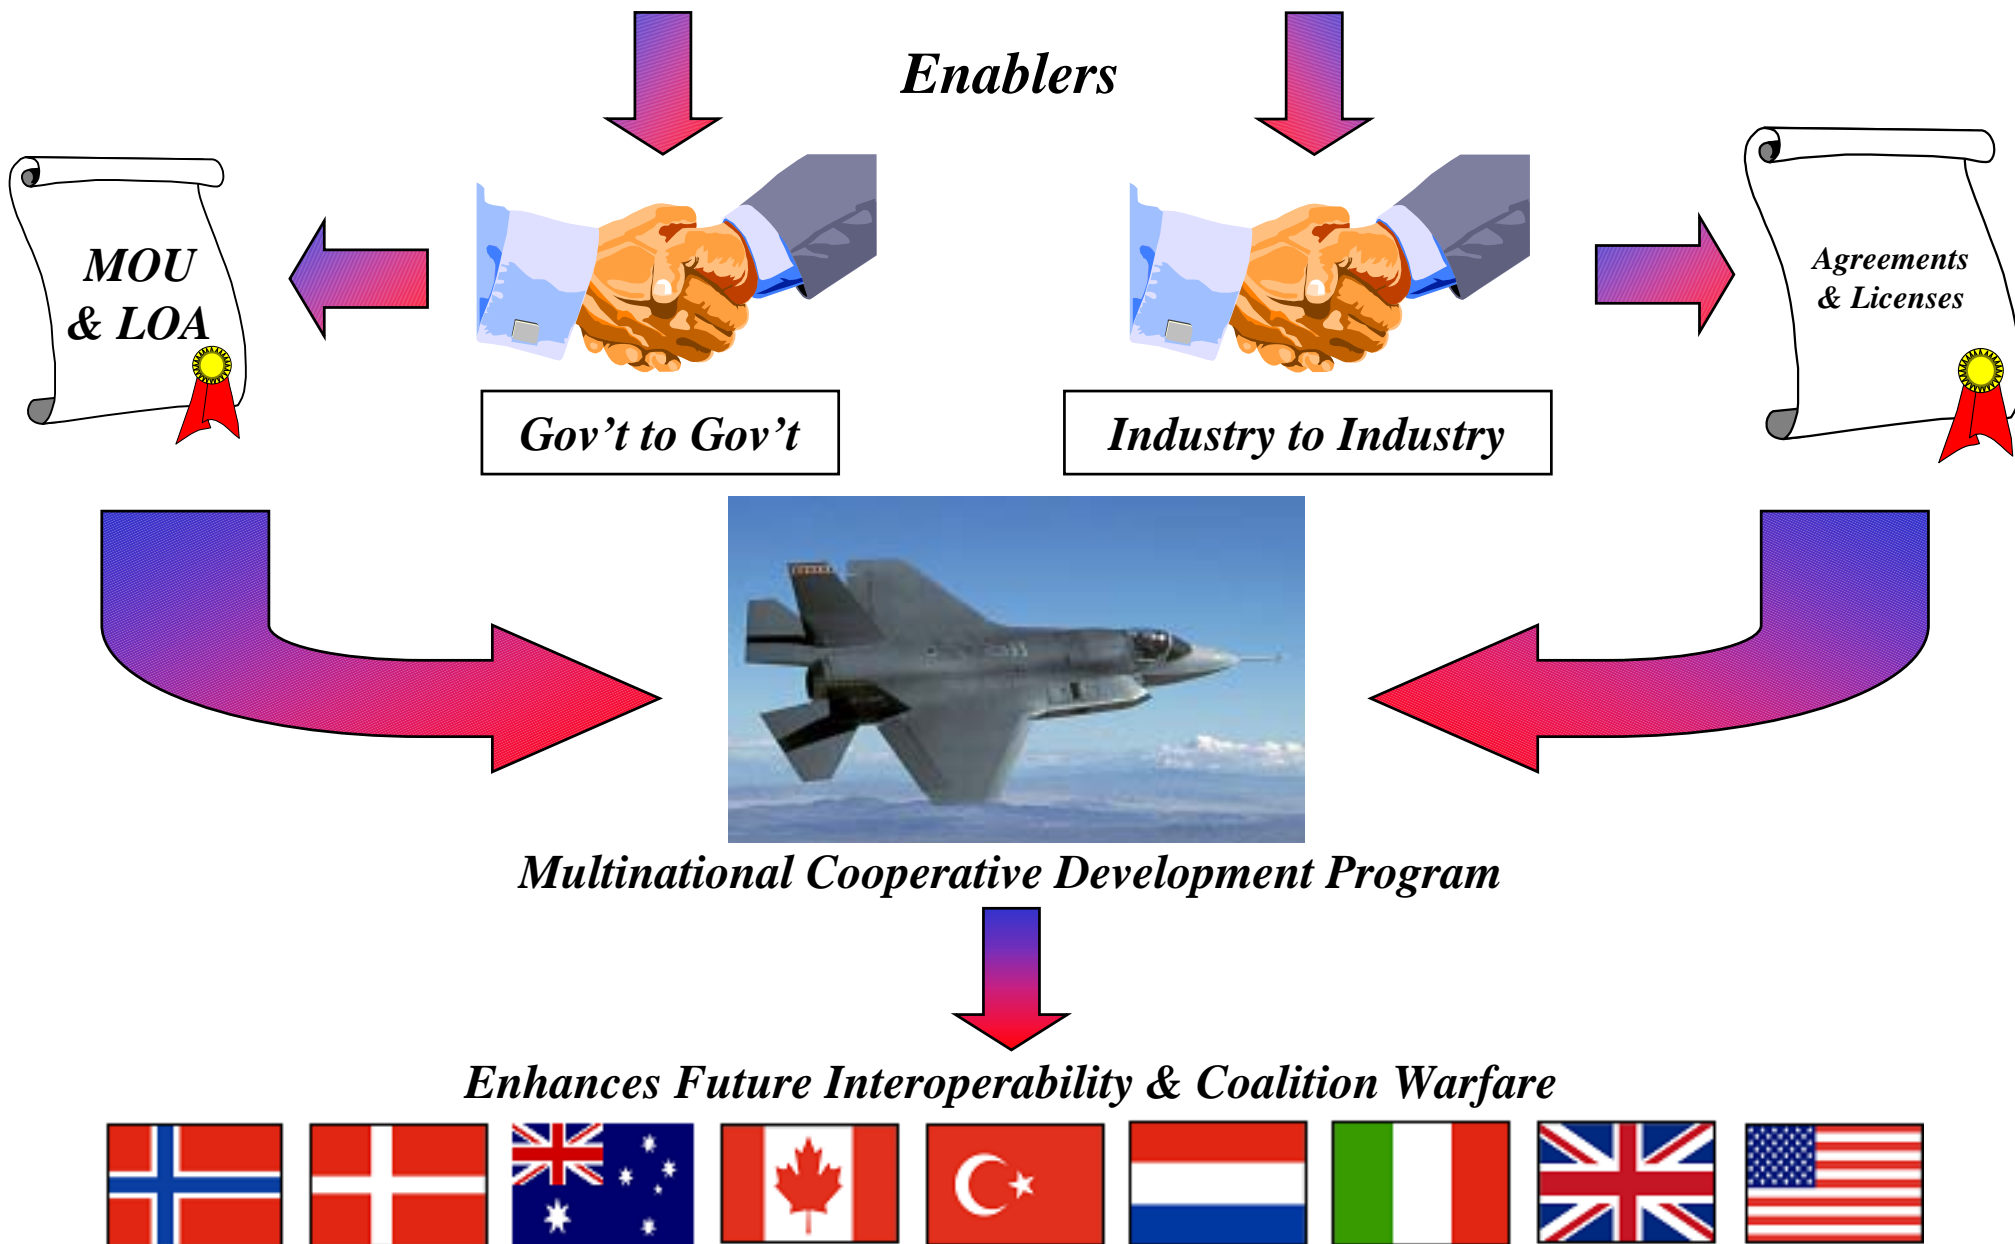 Enablers
MOU
& LOA
Agreements
& Licenses
Gov’t to Gov’t
Industry to Industry
Multinational Cooperative Development Program
Enhances Future Interoperability & Coalition Warfare